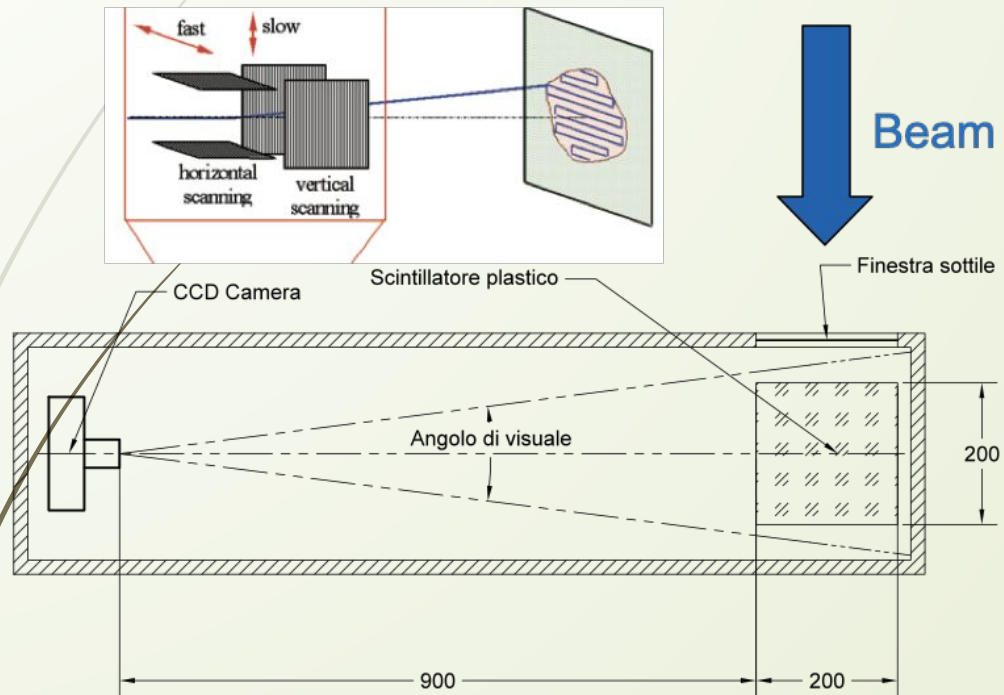 fast
slow
horizontal
scanning
vertical
scanning
Beam
CCD Camera
Scintillatore plastico
Finestra sottile
Angolo di visuale
200
900
200